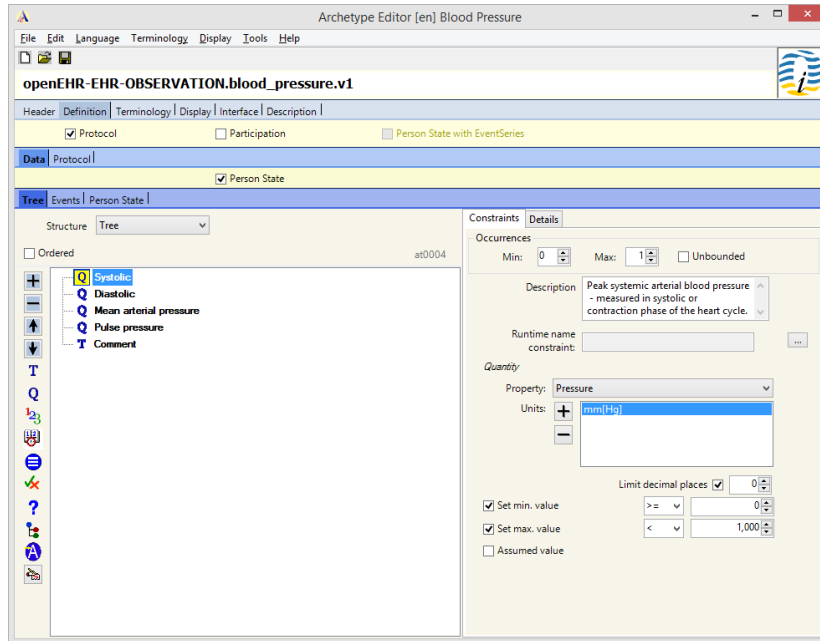 Archetype Editor [en] Blood Pressure
File Edit Language Terminology Display Tools Help
openEHR-EHR-OBSERVATION.blood_pressure.v1
Header Definition Terminology Display Interface Description
Protocol Participation Person State with EventSeries
Data Protocol
Person State
Tree Events Person State
Structure Tree
Ordered at0004
Systolic
Diastolic
Mean arterial pressure
Pulse pressure
Comment
Constraints Details
Occurrences
Min: 0 Max: 1 Unbounded
Description Peak systemic arterial blood pressure
- measured in systolic or
contraction phase of the heart cycle.
Runtime name
constraint: ...
Quantity
Property: Pressure
Units: mm[Hg]
Limit decimal places 0
Set min. value >= 0
Set max. value < 1,000
Assumed value